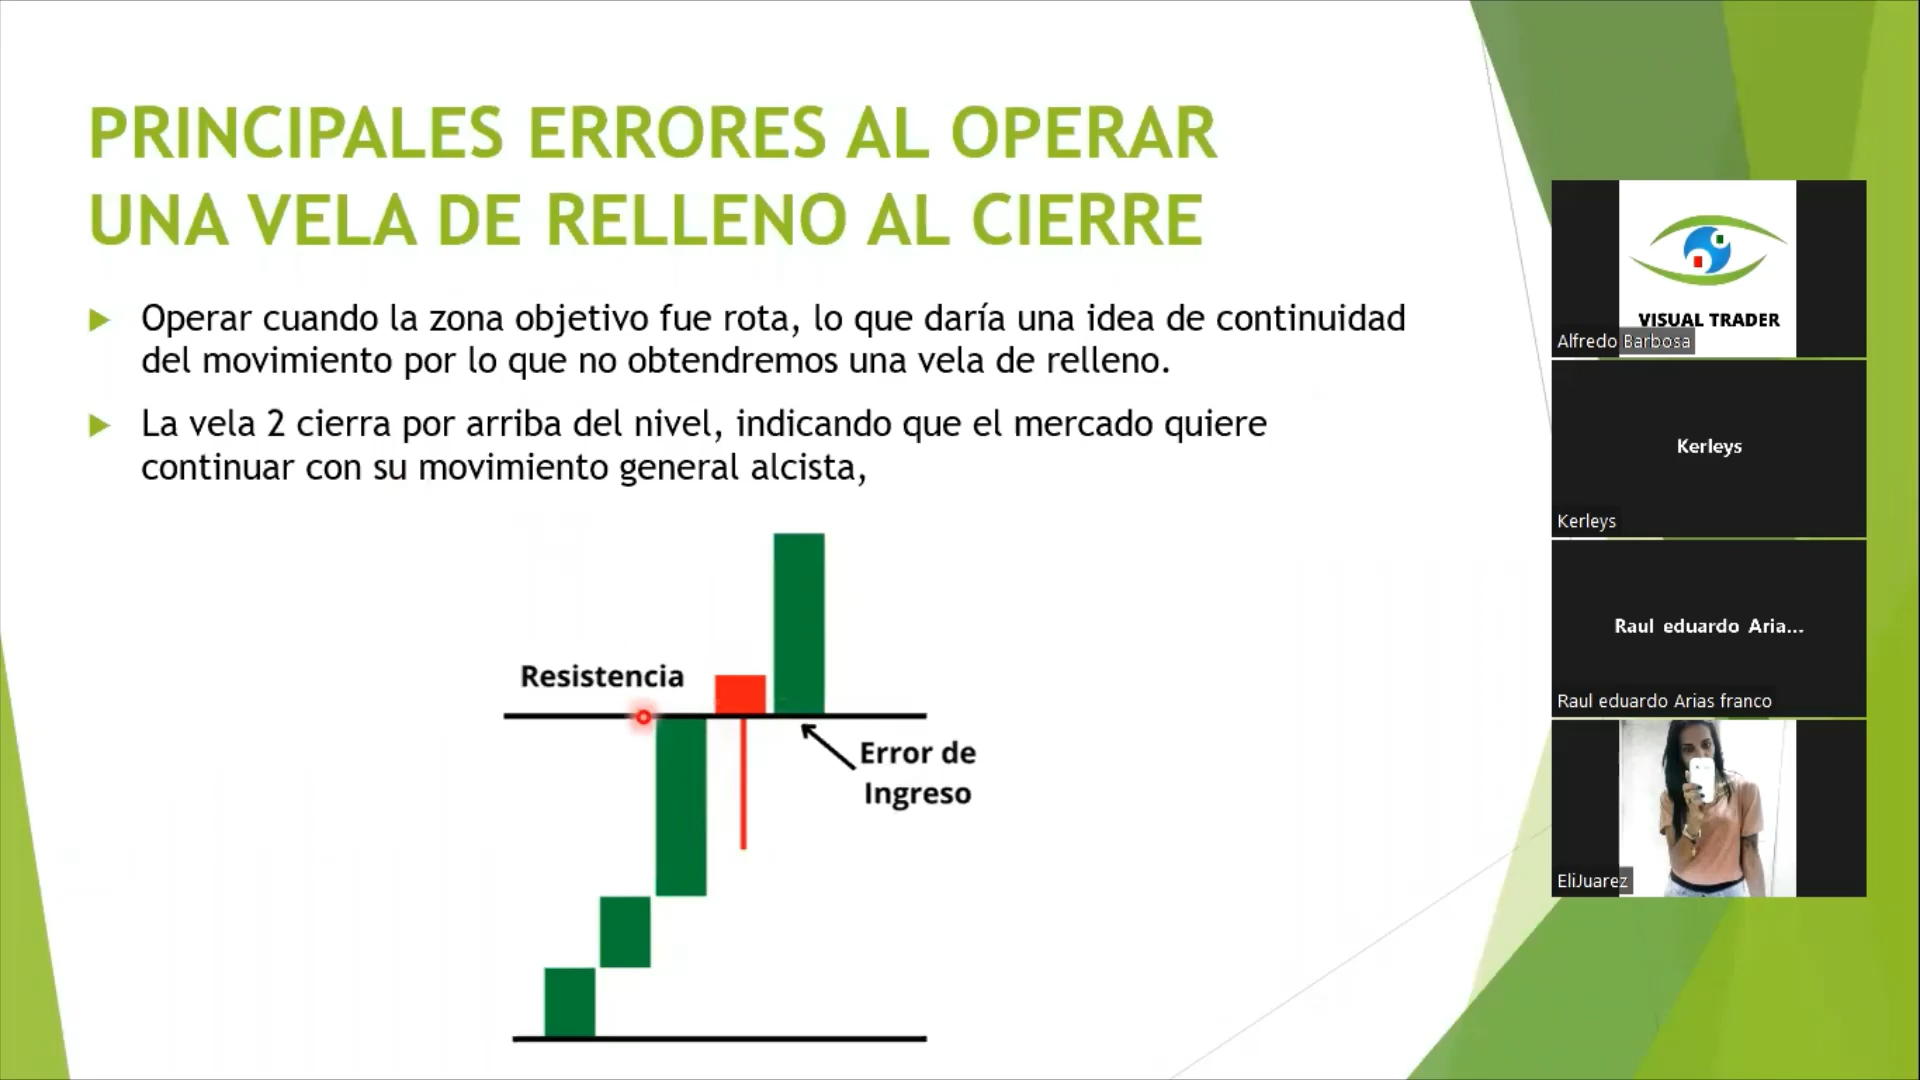 PRINCIPALES ERRORES AL OPERAR
UNA VELA DE RELLENO AL CIERRE
Operar cuando la zona objetivo fue rota, lo que daría una idea de continuidad
del movimiento por lo que no obtendremos una vela de relleno.
La vela 2 cierra por arriba del nivel, indicando que el mercado quiere
continuar con su movimiento general alcista,
Resistencia
Error de
Ingreso
VISUAL TRADER
Alfredo Barbosa
Kerleys
Kerleys
Raul eduardo Aria...
Raul eduardo Arias franco
EliJuarez